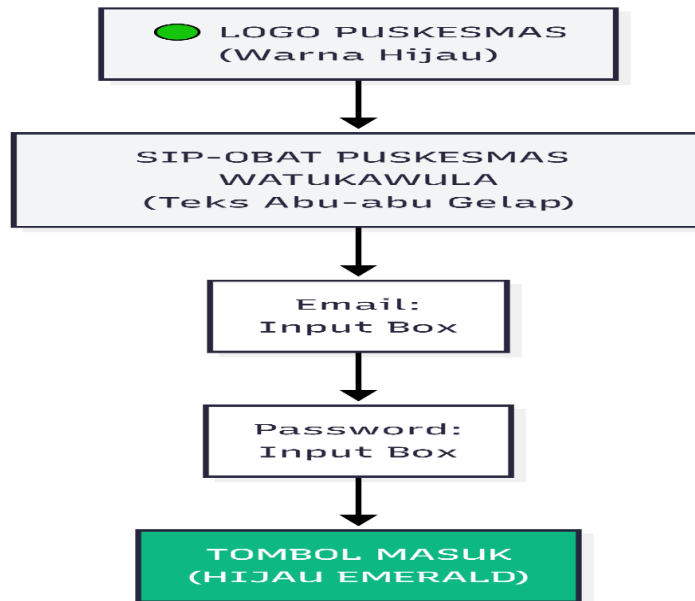 LOGO PUSKESMAS
(Warna Hijau)
SIP-OBAT PUSKESMAS
WATUKAWULA
(Teks Abu-abu Gelap)
Email:
Input Box
Password:
Input Box
TOMBOL MASUK
(HIJAU EMERALD)